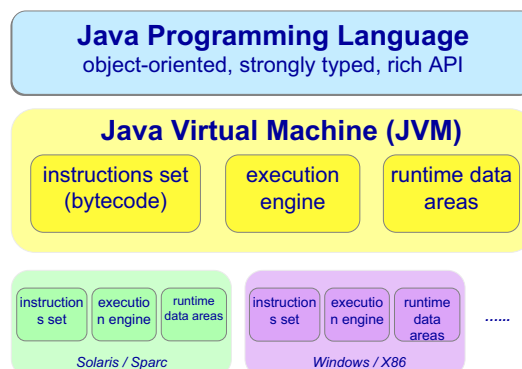 Java Programming Language
object-oriented, strongly typed, rich API
Java Virtual Machine (JVM)
instructions set
(bytecode)
execution
engine
runtime data
areas
instruction
s set
executio
n engine
runtime
data areas
Solaris / Sparc
instruction
s set
executio
n engine
runtime
data
areas
Windows / X86
......